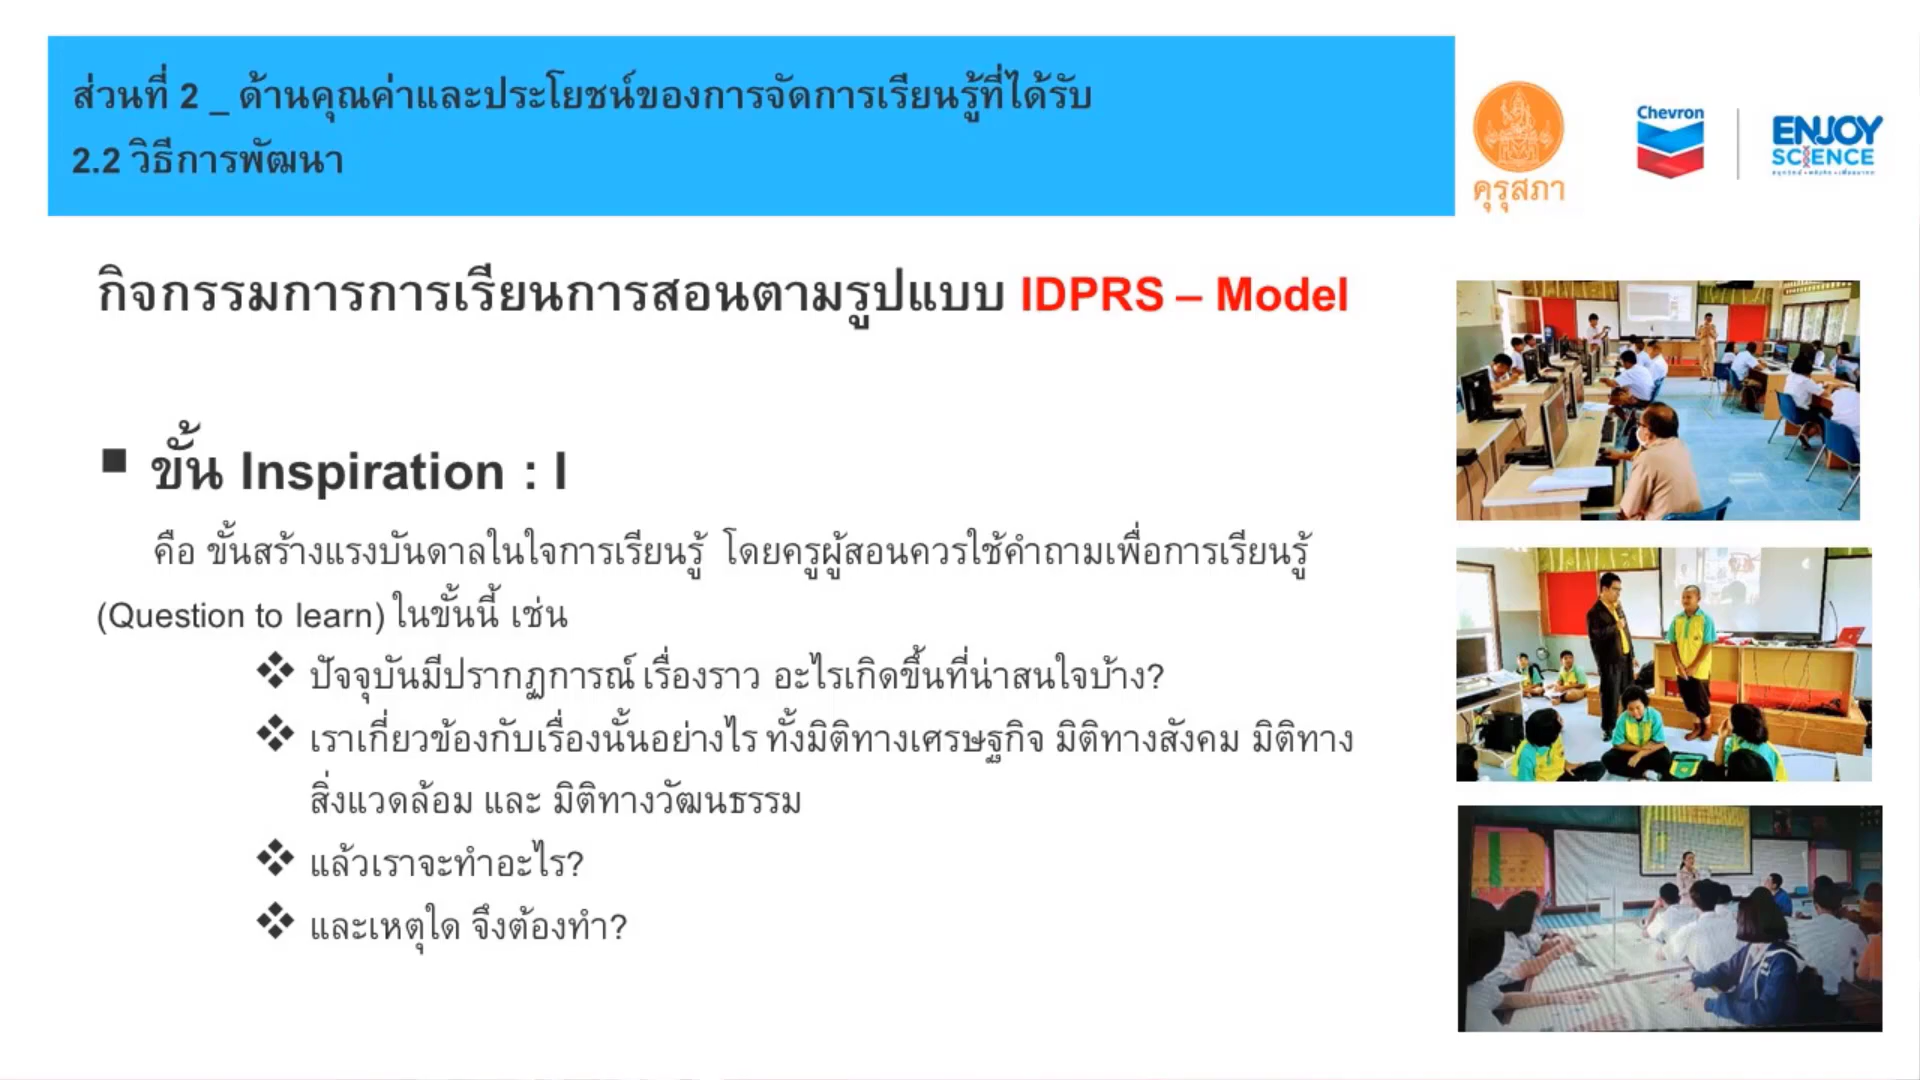 ส่วนที่ 2 _ ด้านคุณค่าและประโยชน์ของการจัดการเรียนรู้ที่ได้รับ
2.2 วิธีการพัฒนา
คุรุสภา
Chevron
ENJOY
SCIENCE
กิจกรรมการการเรียนการสอนตามรูปแบบ IDPRS – Model
▪ ขั้น Inspiration : I
คือ ขั้นสร้างแรงบันดาลในใจการเรียนรู้ โดยครูผู้สอนควรใช้คำถามเพื่อการเรียนรู้
(Question to learn) ในขั้นนี้ เช่น
❖ ปัจจุบันมีปรากฏการณ์ เรื่องราว อะไรเกิดขึ้นที่น่าสนใจบ้าง?
❖ เราเกี่ยวข้องกับเรื่องนั้นอย่างไร ทั้งมิติทางเศรษฐกิจ มิติทางสังคม มิติทาง
สิ่งแวดล้อม และ มิติทางวัฒนธรรม
❖ แล้วเราจะทำอะไร?
❖ และเหตุใด จึงต้องทำ?